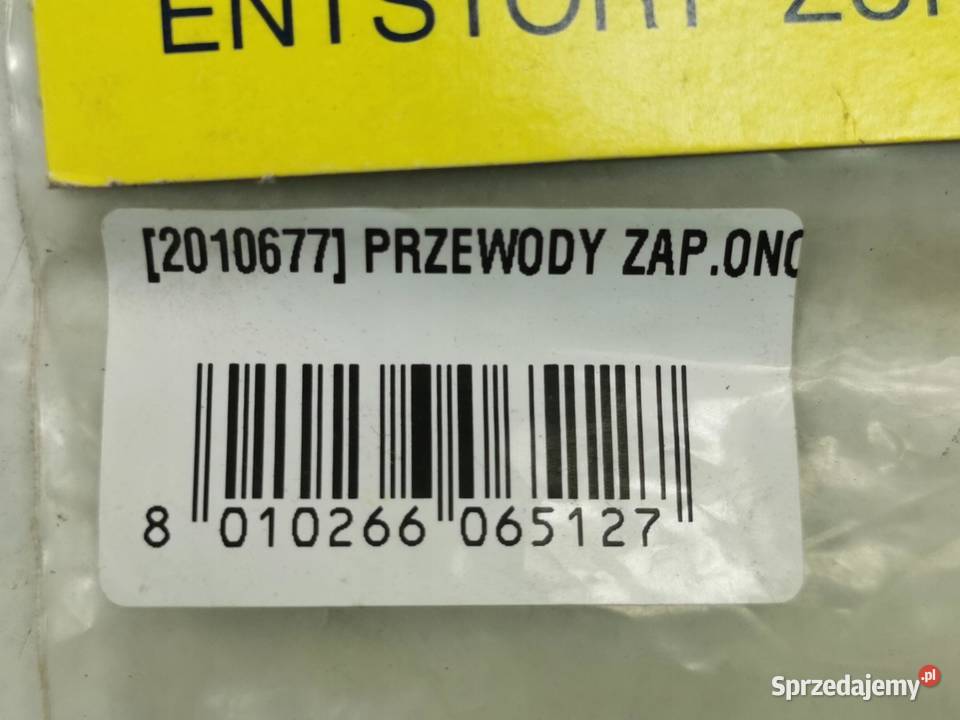 ENTSTÖRT
[2010677] PRZEWODY ZAP.ONC
8 010266 065127
Sprzedajemy.pl